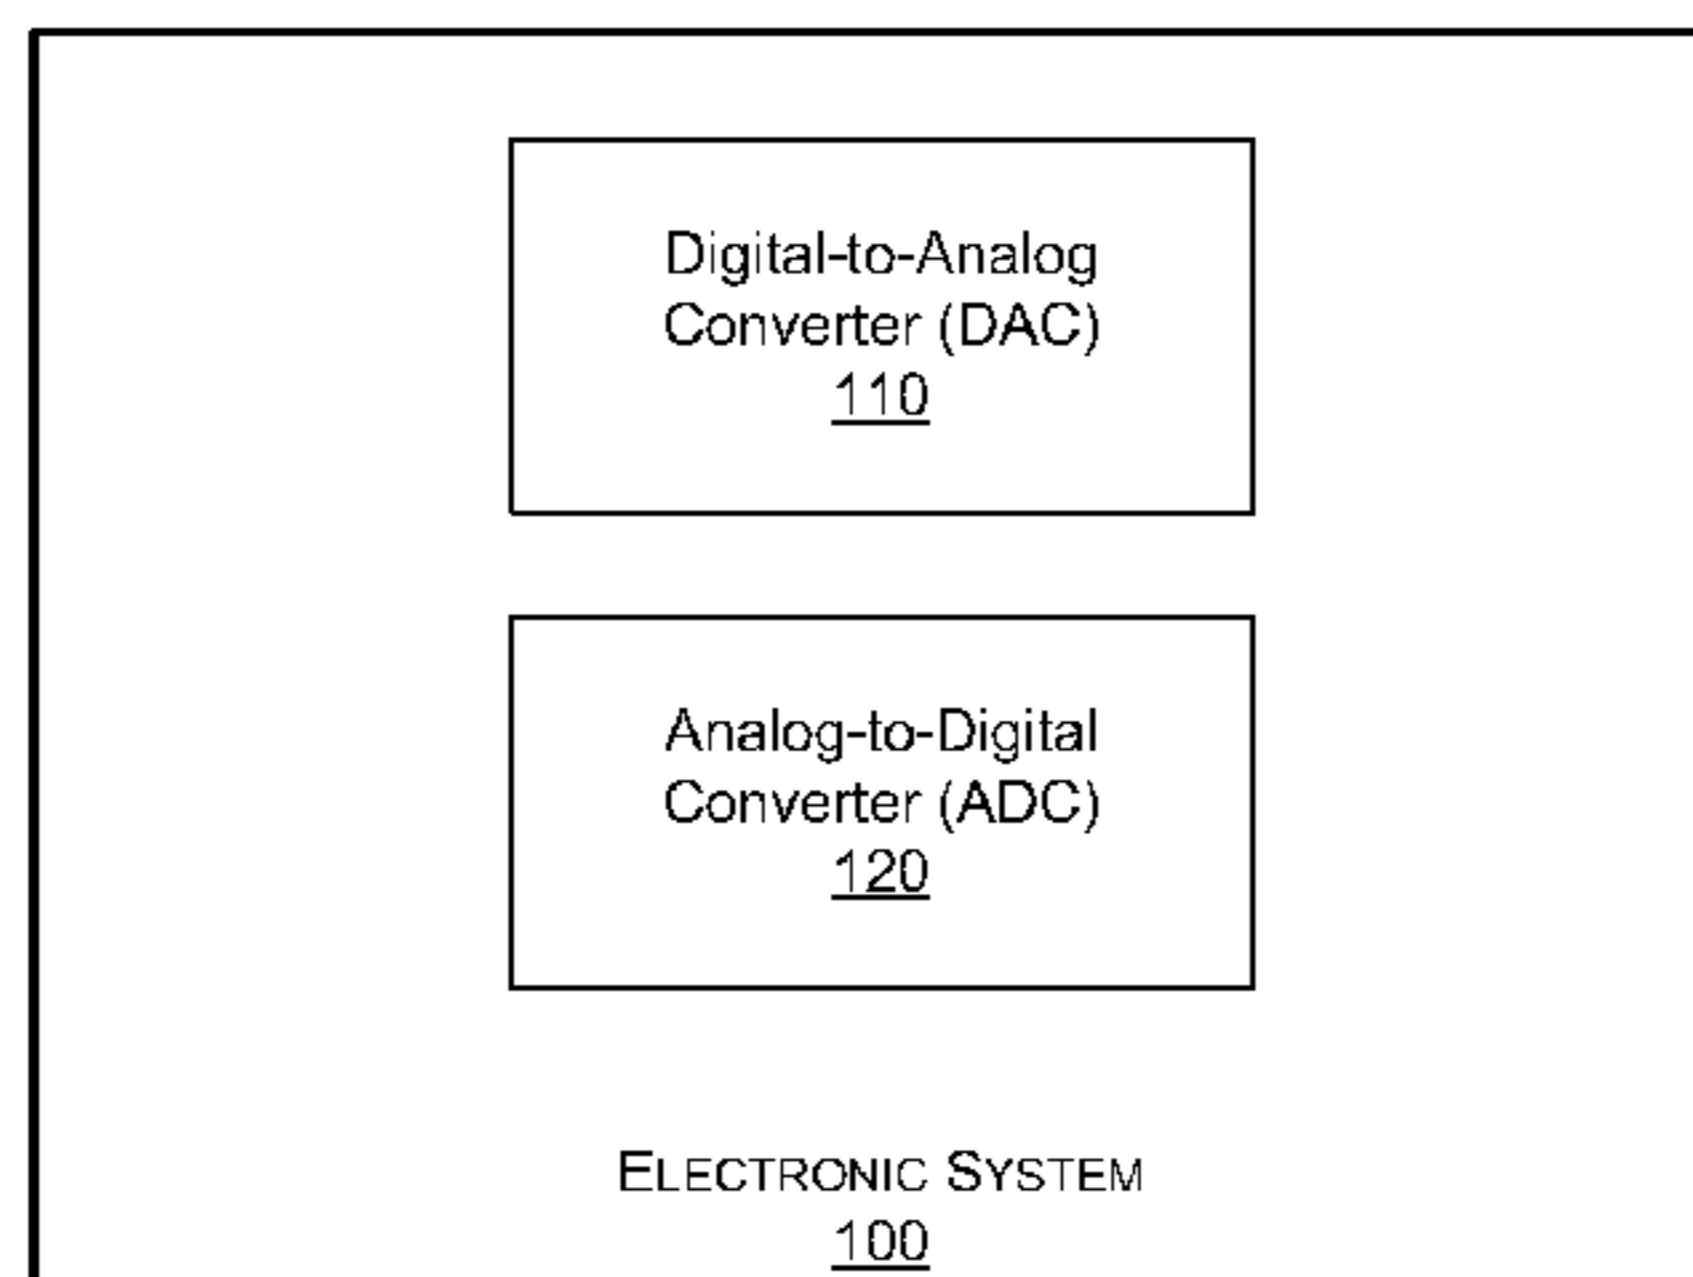 Digital-to-Analog
Converter (DAC)
110
Analog-to-Digital
Converter (ADC)
120
ELECTRONIC SYSTEM
100